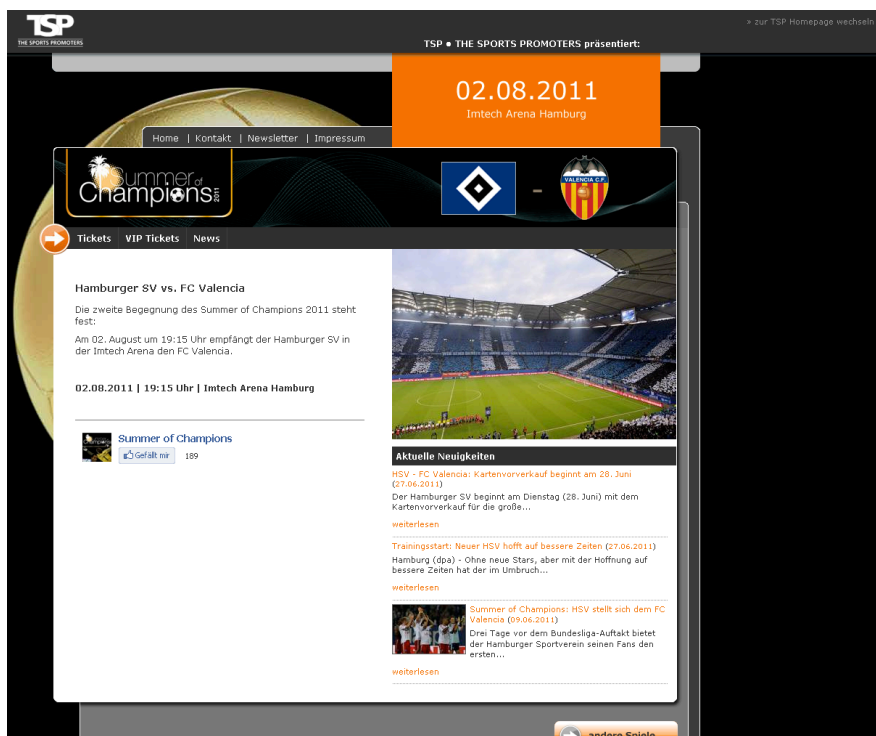 TSP
THE SPORTS PROMOTERS
» zur TSP Homepage wechseln
TSP ● THE SPORTS PROMOTERS präsentiert:
02.08.2011
Imtech Arena Hamburg
Home | Kontakt | Newsletter | Impressum
Summer of
Champions 2011
VALENCIA C.F.
-
Tickets VIP Tickets News
Hamburger SV vs. FC Valencia
Die zweite Begegnung des Summer of Champions 2011 steht
fest:
Am 02. August um 19:15 Uhr empfängt der Hamburger SV in
der Imtech Arena den FC Valencia.
02.08.2011 | 19:15 Uhr | Imtech Arena Hamburg
Summer of Champions
Gefällt mir 189
Aktuelle Neuigkeiten
HSV - FC Valencia: Kartenvorverkauf beginnt am 28. Juni
(27.06.2011)
Der Hamburger SV beginnt am Dienstag (28. Juni) mit dem
Kartenvorverkauf für die große...
weiterlesen
Trainingsstart: Neuer HSV hofft auf bessere Zeiten (27.06.2011)
Hamburg (dpa) - Ohne neue Stars, aber mit der Hoffnung auf
bessere Zeiten hat der im Umbruch...
weiterlesen
Summer of Champions: HSV stellt sich dem FC
Valencia (09.06.2011)
Drei Tage vor dem Bundesliga-Auftakt bietet
der Hamburger Sportverein seinen Fans den
ersten...
weiterlesen
andere Spiele